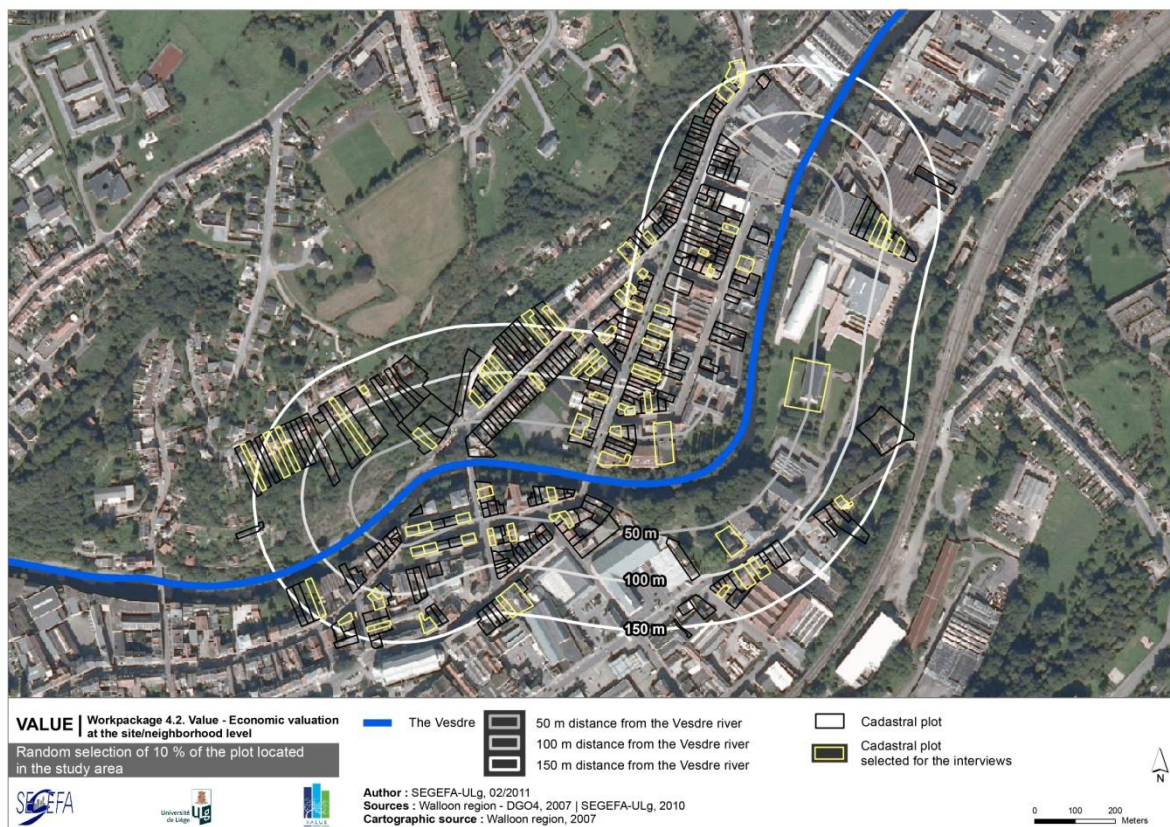 50 m
100 m
150 m
VALUE | Workpackage 4.2. Value - Economic valuation
at the site/neighborhood level
Random selection of 10 % of the plot located
in the study area
The Vesdre
50 m distance from the Vesdre river
100 m distance from the Vesdre river
150 m distance from the Vesdre river
Cadastral plot
Cadastral plot
selected for the interviews
N
SEGEFA
Université
de Liège
ULg
VALUE
Author : SEGEFA-ULg, 02/2011
Sources : Walloon region - DGO4, 2007 | SEGEFA-ULg, 2010
Cartographic source : Walloon region, 2007
0 100 200
Meters